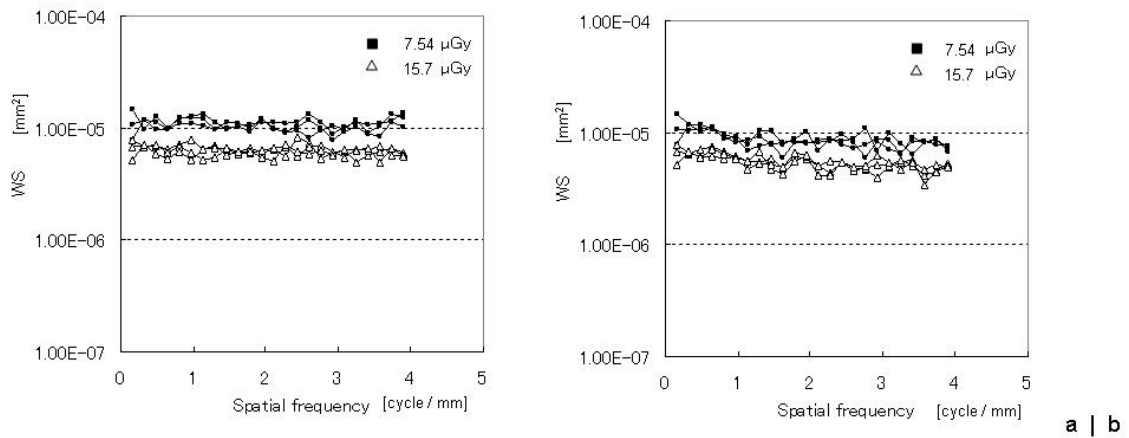 1.00E-04
■ 7.54 μGy
△ 15.7 μGy
1.00E-05
[mm²]
WS
1.00E-06
1.00E-07
0 1 2 3 4 5
Spatial frequency [cycle / mm]
1.00E-04
■ 7.54 μGy
△ 15.7 μGy
1.00E-05
[mm²]
WS
1.00E-06
1.00E-07
0 1 2 3 4 5
Spatial frequency [cycle / mm]
a | b